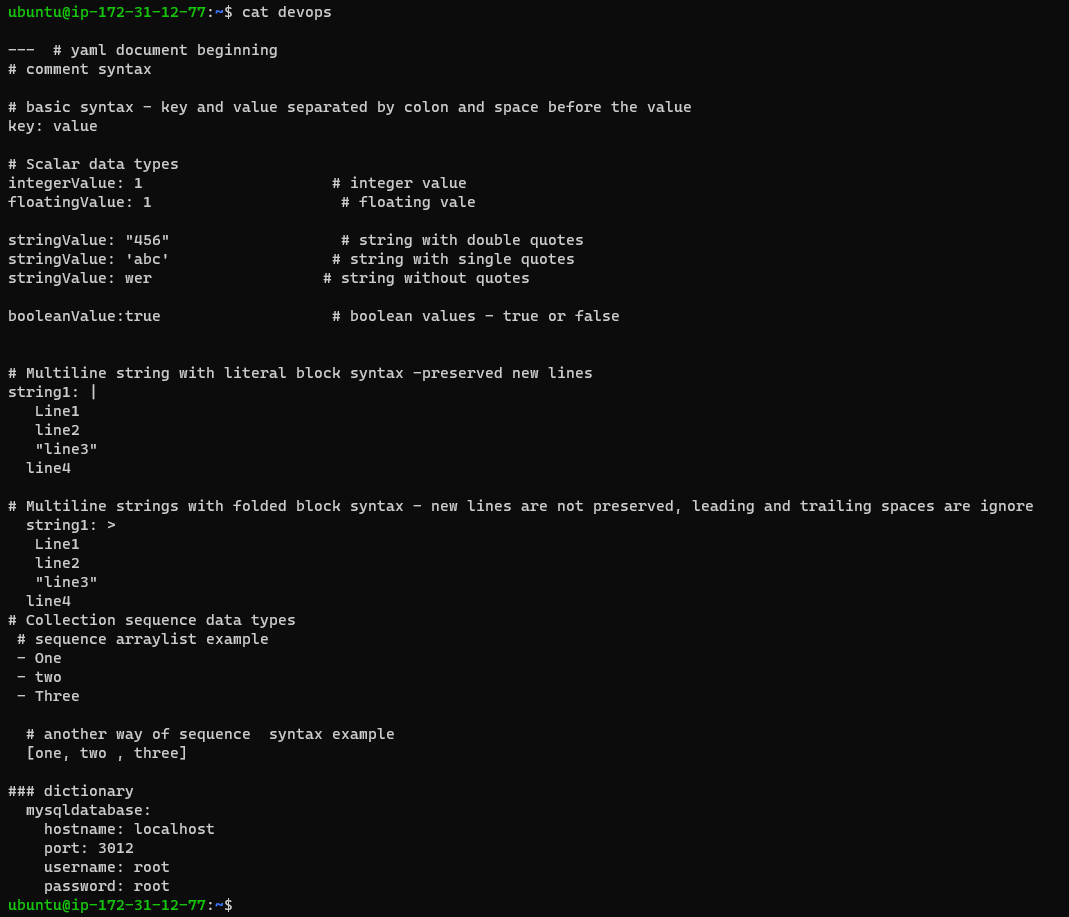 ubuntu@ip-172-31-12-77:~$ cat devops

---  # yaml document beginning
# comment syntax

# basic syntax - key and value separated by colon and space before the value
key: value

# Scalar data types
integerValue: 1                     # integer value
floatingValue: 1                     # floating vale

stringValue: "456"                   # string with double quotes
stringValue: 'abc'                  # string with single quotes
stringValue: wer                   # string without quotes

booleanValue:true                   # boolean values - true or false


# Multiline string with literal block syntax -preserved new lines
string1: |
   Line1
   line2
   "line3"
  line4

# Multiline strings with folded block syntax - new lines are not preserved, leading and trailing spaces are ignore
  string1: >
   Line1
   line2
   "line3"
  line4
# Collection sequence data types
 # sequence arraylist example
 - One
 - two
 - Three

  # another way of sequence  syntax example
  [one, two , three]

### dictionary
  mysqldatabase:
    hostname: localhost
    port: 3012
    username: root
    password: root
ubuntu@ip-172-31-12-77:~$